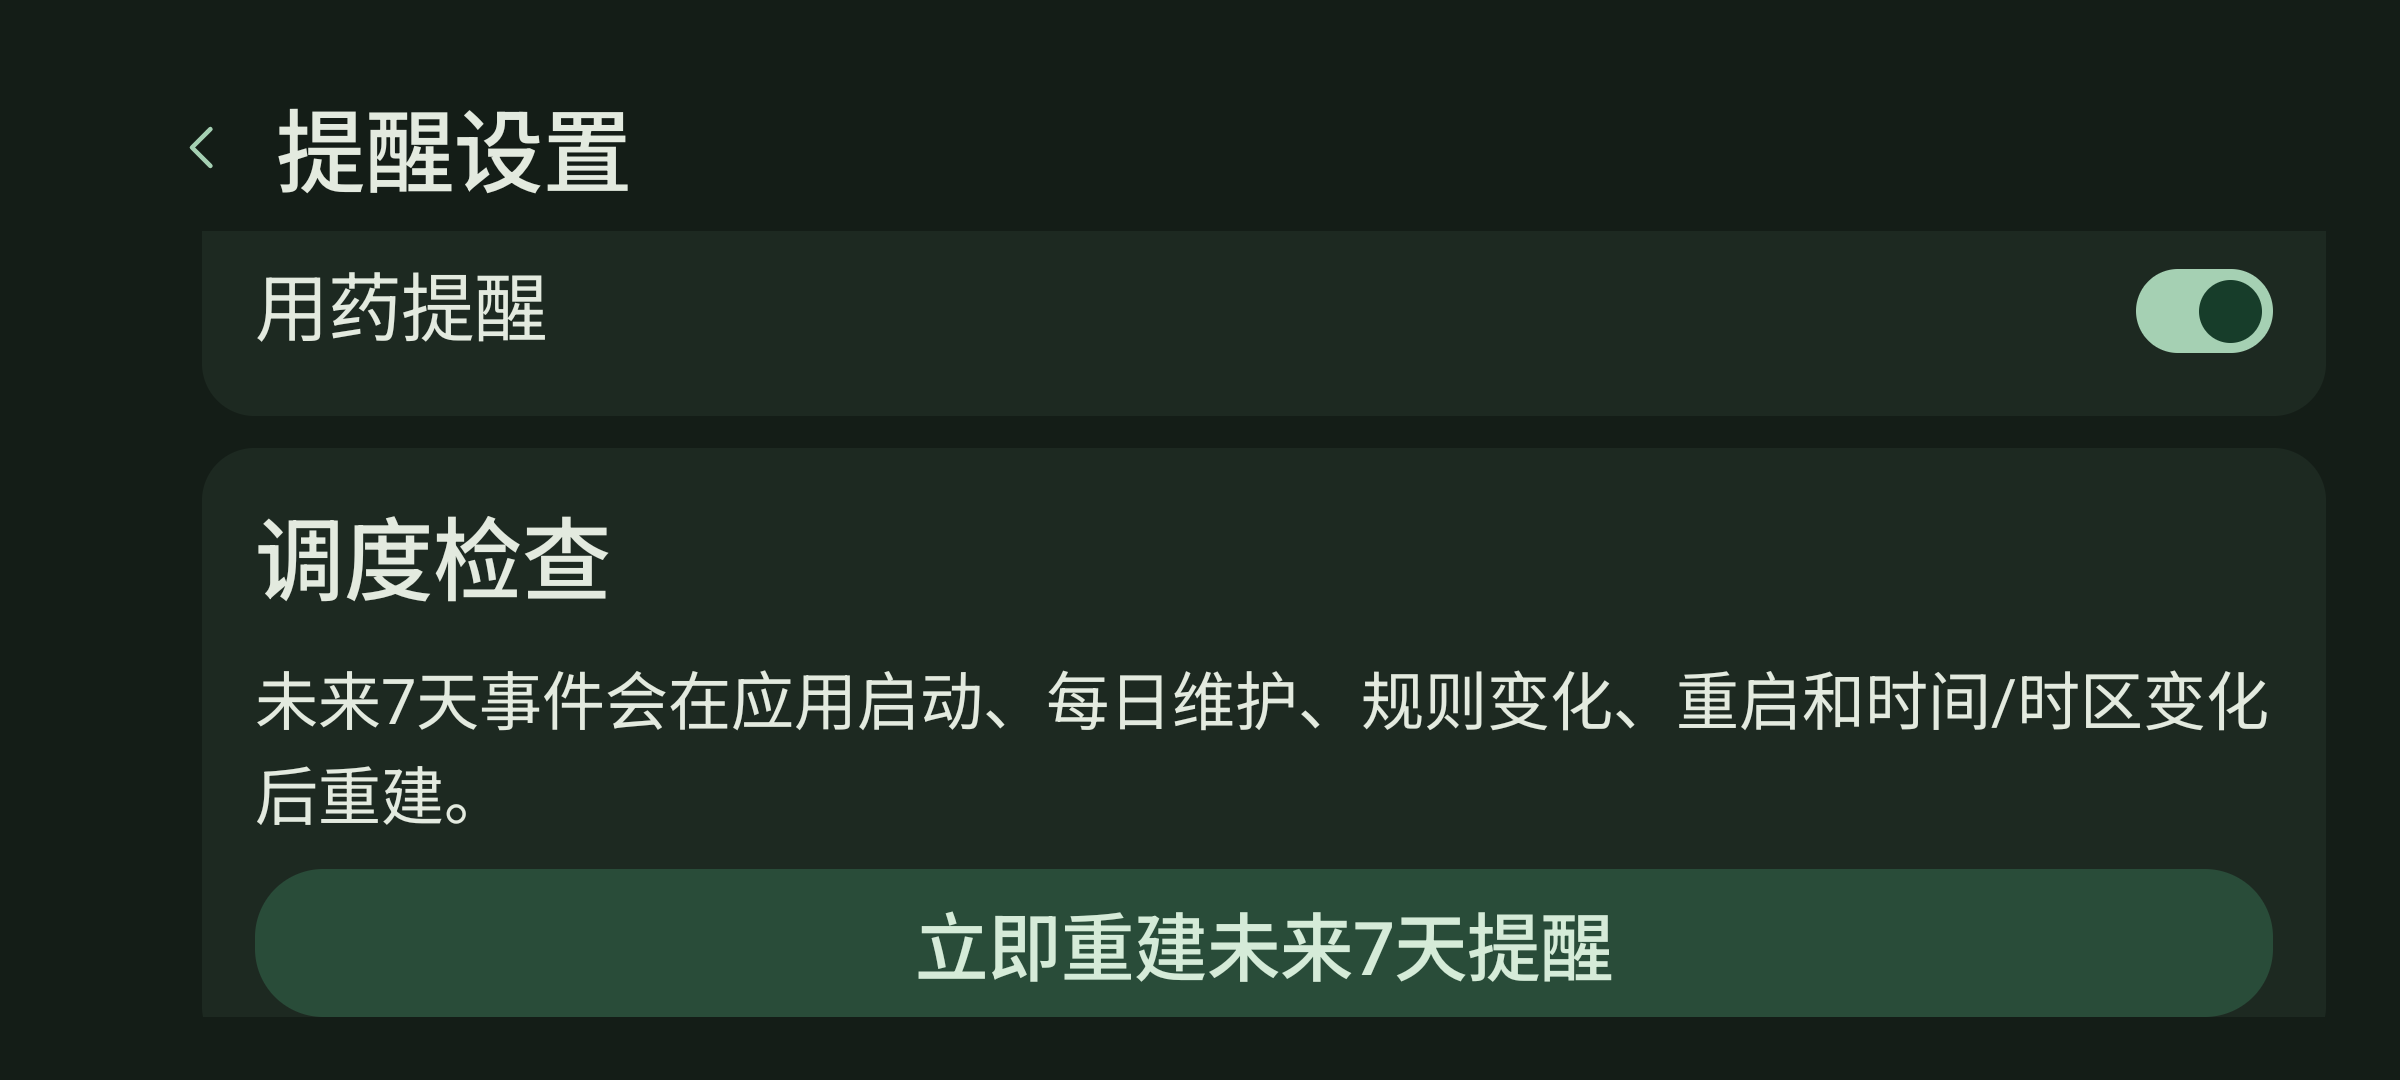 提醒设置
用药提醒
调度检查
未来7天事件会在应用启动、每日维护、规则变化、重启和时间/时区变化
后重建。
立即重建未来7天提醒